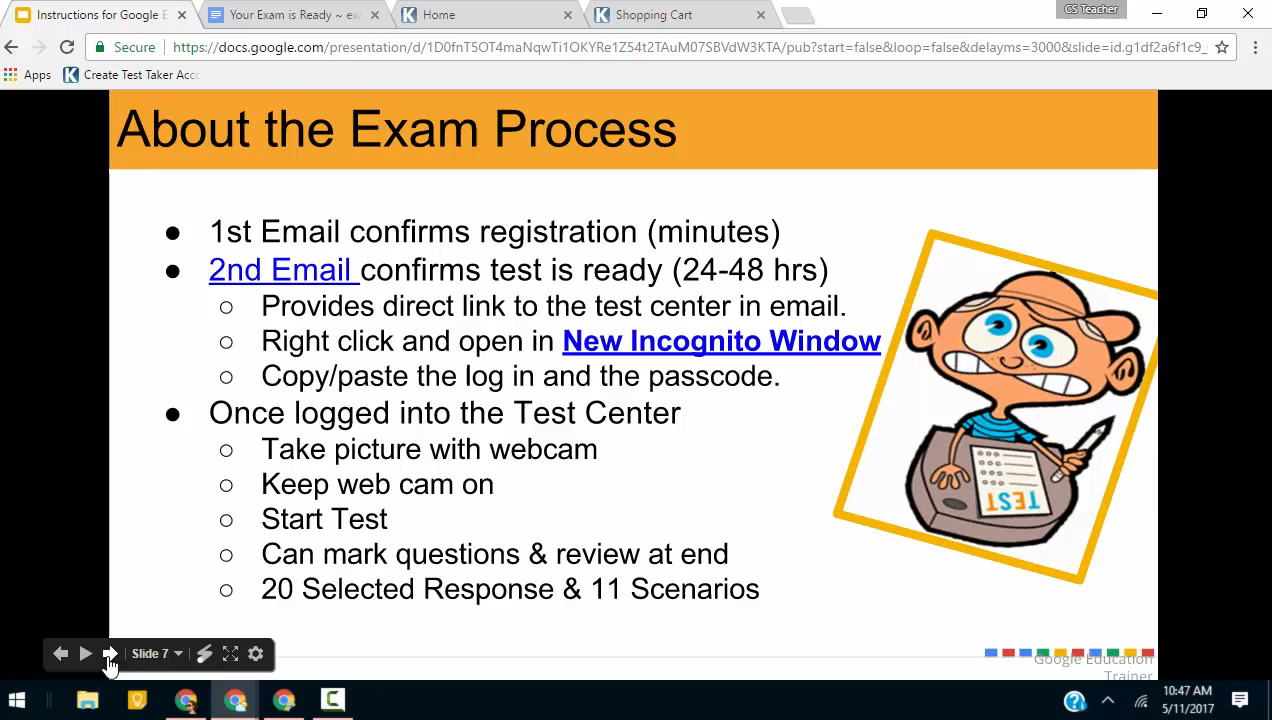 Instructions for Google E
Your Exam is Ready ~ exa
Home
Shopping Cart
CS Teacher
Secure
https://docs.google.com/presentation/d/1D0fnT5OT4maNqwTi1OKYRe1Z54t2TAuM07SBVdW3KTA/pub?start=false&loop=false&delayms=3000&slide=id.g1df2a6f1c9_
Apps
Create Test Taker Acco
About the Exam Process
● 1st Email confirms registration (minutes)
● 2nd Email confirms test is ready (24-48 hrs)
○ Provides direct link to the test center in email.
○ Right click and open in New Incognito Window
○ Copy/paste the log in and the passcode.
● Once logged into the Test Center
○ Take picture with webcam
○ Keep web cam on
○ Start Test
○ Can mark questions & review at end
○ 20 Selected Response & 11 Scenarios
TEST
Slide 7
Google Education
Trainer
10:47 AM
5/11/2017